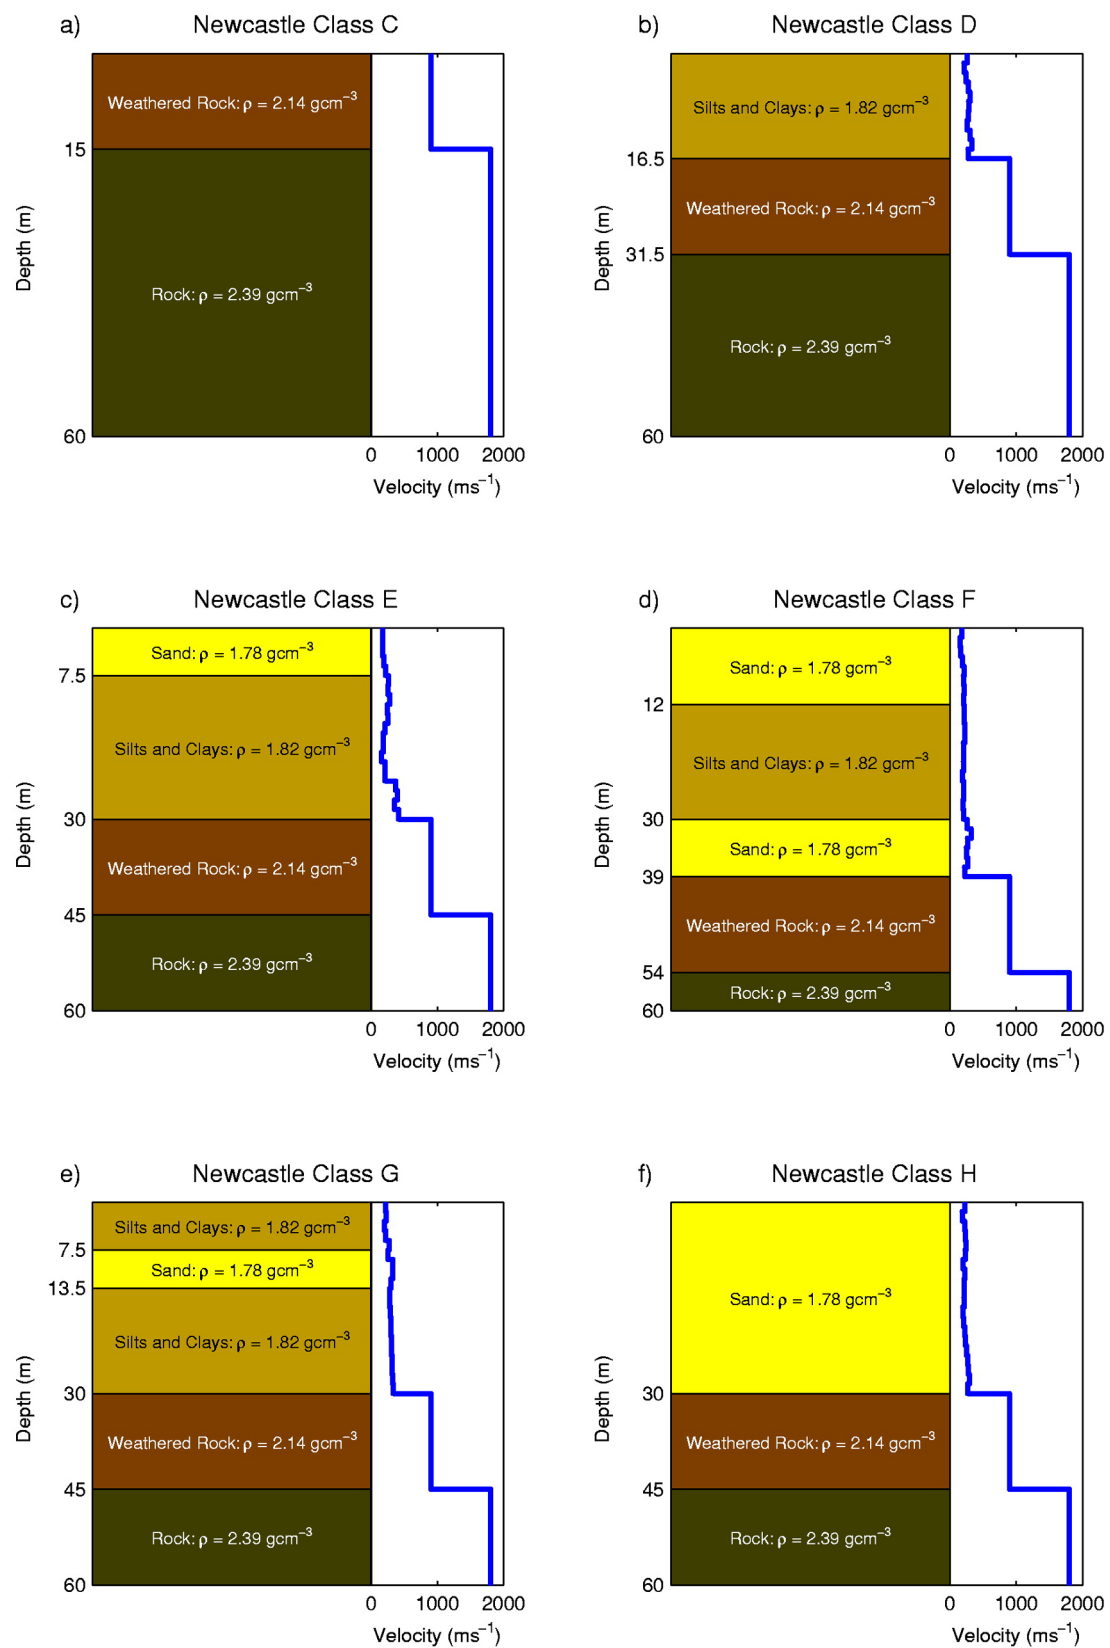 a) Newcastle Class C
Weathered Rock: ρ = 2.14 gcm⁻³
15
Rock: ρ = 2.39 gcm⁻³
60
Depth (m)
0 1000 2000
Velocity (ms⁻¹)
b) Newcastle Class D
Silts and Clays: ρ = 1.82 gcm⁻³
16.5
Weathered Rock: ρ = 2.14 gcm⁻³
31.5
Rock: ρ = 2.39 gcm⁻³
60
Depth (m)
0 1000 2000
Velocity (ms⁻¹)
c) Newcastle Class E
Sand: ρ = 1.78 gcm⁻³
7.5
Silts and Clays: ρ = 1.82 gcm⁻³
30
Weathered Rock: ρ = 2.14 gcm⁻³
45
Rock: ρ = 2.39 gcm⁻³
60
Depth (m)
0 1000 2000
Velocity (ms⁻¹)
d) Newcastle Class F
Sand: ρ = 1.78 gcm⁻³
12
Silts and Clays: ρ = 1.82 gcm⁻³
30
Sand: ρ = 1.78 gcm⁻³
39
Weathered Rock: ρ = 2.14 gcm⁻³
54
Rock: ρ = 2.39 gcm⁻³
60
Depth (m)
0 1000 2000
Velocity (ms⁻¹)
e) Newcastle Class G
Silts and Clays: ρ = 1.82 gcm⁻³
7.5
Sand: ρ = 1.78 gcm⁻³
13.5
Silts and Clays: ρ = 1.82 gcm⁻³
30
Weathered Rock: ρ = 2.14 gcm⁻³
45
Rock: ρ = 2.39 gcm⁻³
60
Depth (m)
0 1000 2000
Velocity (ms⁻¹)
f) Newcastle Class H
Sand: ρ = 1.78 gcm⁻³
30
Weathered Rock: ρ = 2.14 gcm⁻³
45
Rock: ρ = 2.39 gcm⁻³
60
Depth (m)
0 1000 2000
Velocity (ms⁻¹)